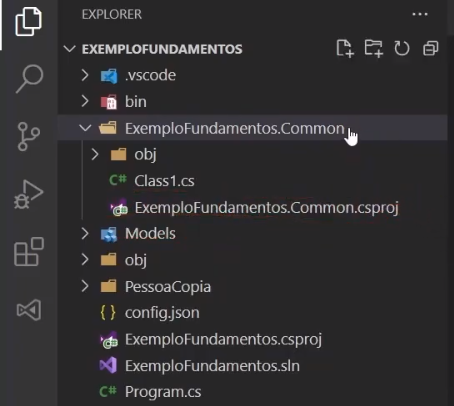 EXPLORER
EXEMPLOFUNDAMENTOS
.vscode
bin
ExemploFundamentos.Common
obj
C# Class1.cs
ExemploFundamentos.Common.csproj
Models
obj
PessoaCopia
{} config.json
ExemploFundamentos.csproj
ExemploFundamentos.sln
C# Program.cs